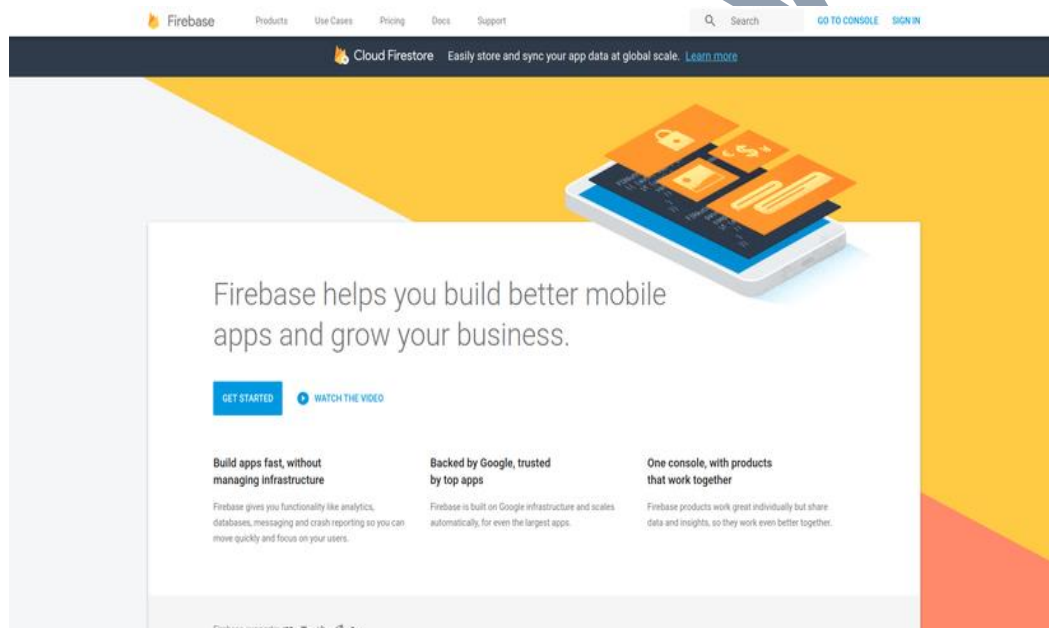 Firebase Products Use Cases Pricing Docs Support Search GO TO CONSOLE SIGN IN
Cloud Firestore Easily store and sync your app data at global scale. Learn more
Firebase helps you build better mobile
apps and grow your business.
GET STARTED WATCH THE VIDEO
Build apps fast, without
managing infrastructure
Firebase gives you functionality like analytics,
databases, messaging and crash reporting so you can
move quickly and focus on your users.
Backed by Google, trusted
by top apps
Firebase is built on Google infrastructure and scales
automatically, for even the largest apps.
One console, with products
that work together
Firebase products work great individually but share
data and insights, so they work even better together.